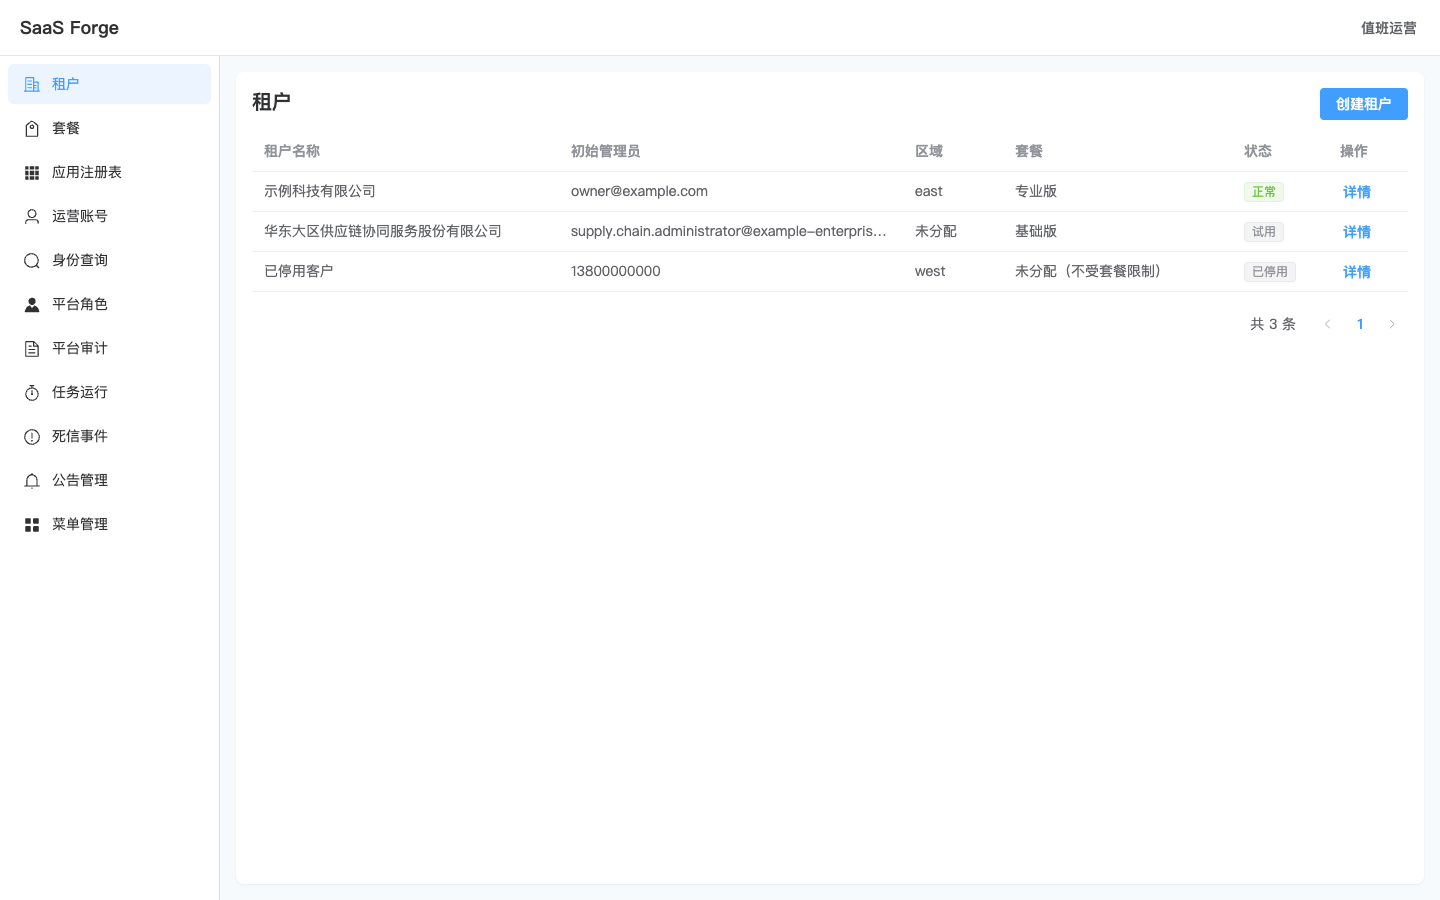 SaaS Forge
值班运营
租户
套餐
应用注册表
运营账号
身份查询
平台角色
平台审计
任务运行
死信事件
公告管理
菜单管理
租户
创建租户
租户名称 初始管理员 区域 套餐 状态 操作
示例科技有限公司 owner@example.com east 专业版 正常 详情
华东大区供应链协同服务股份有限公司 supply.chain.administrator@example-enterpris... 未分配 基础版 试用 详情
已停用客户 13800000000 west 未分配（不受套餐限制） 已停用 详情
共 3 条 1